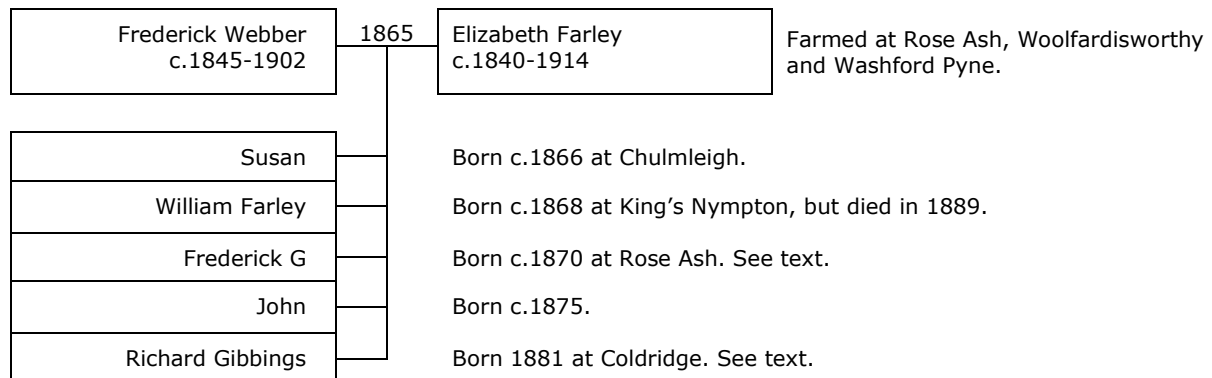 Frederick Webber
c.1845-1902
1865
Elizabeth Farley
c.1840-1914
Farmed at Rose Ash, Woolfardisworthy
and Washford Pyne.
Susan
Born c.1866 at Chulmleigh.
William Farley
Born c.1868 at King’s Nympton, but died in 1889.
Frederick G
Born c.1870 at Rose Ash. See text.
John
Born c.1875.
Richard Gibbings
Born 1881 at Coldridge. See text.